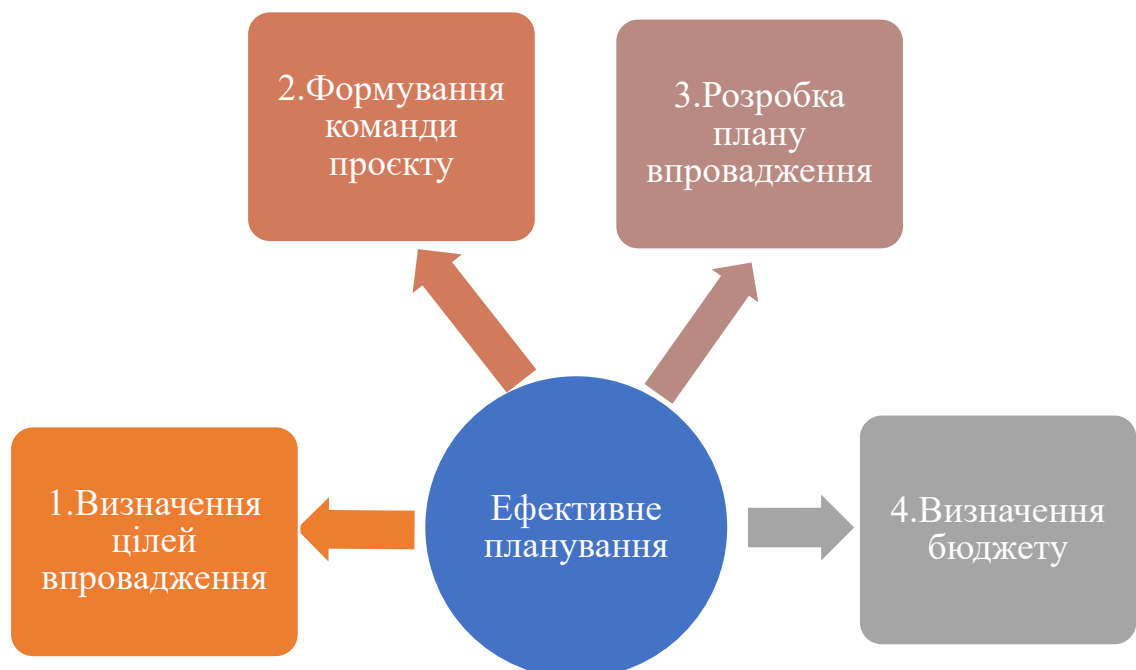 2.Формування
команди
проєкту
3.Розробка
плану
впровадження
1.Визначення
цілей
впровадження
Ефективне
планування
4.Визначення
бюджету